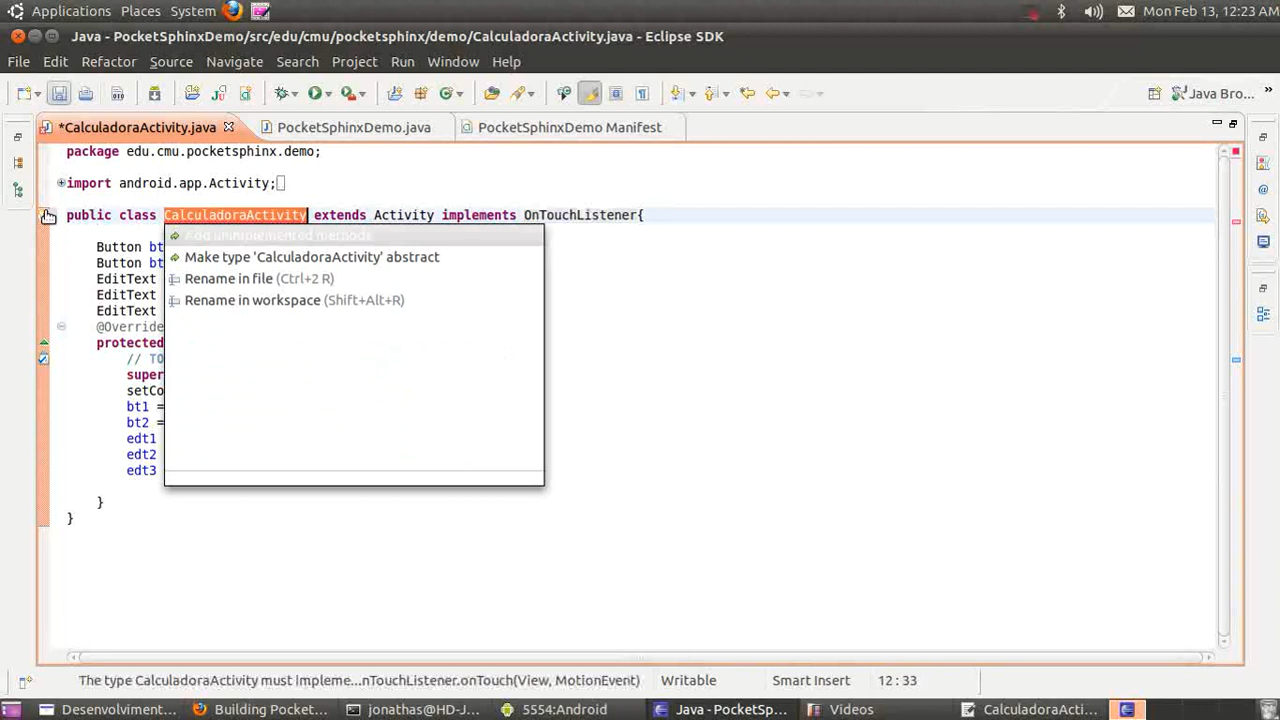 Applications Places System Mon Feb 13, 12:23 AM
Java - PocketSphinxDemo/src/edu/cmu/pocketsphinx/demo/CalculadoraActivity.java - Eclipse SDK
File Edit Refactor Source Navigate Search Project Run Window Help
Java Bro... »
*CalculadoraActivity.java PocketSphinxDemo.java PocketSphinxDemo Manifest
package edu.cmu.pocketsphinx.demo;
import android.app.Activity;
public class CalculadoraActivity extends Activity implements OnTouchListener{
Add unimplemented methods
Button bt
Make type 'CalculadoraActivity' abstract
Button bt
EditText
Rename in file (Ctrl+2 R)
EditText
Rename in workspace (Shift+Alt+R)
EditText
@Override
protected
// TO
super
setCo
bt1 =
bt2 =
edt1
edt2
edt3
}
}
The type CalculadoraActivity must impleme...nTouchListener.onTouch(View, MotionEvent) Writable Smart Insert 12 : 33
Desenvolviment... Building Pocket... jonathas@HD-J... 5554:Android Java - PocketSp... Videos CalculadoraActi...